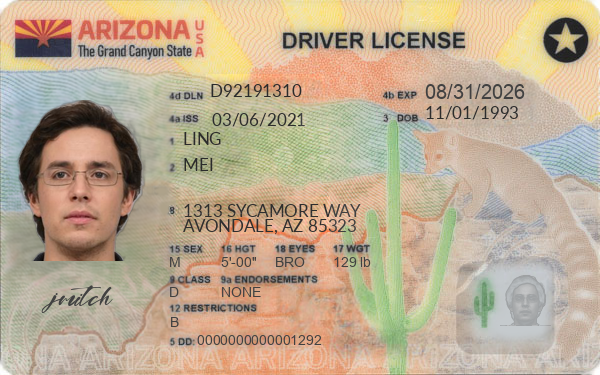 ARIZONA USA
The Grand Canyon State
DRIVER LICENSE
4d DLN D92191310
4b EXP 08/31/2026
4a ISS 03/06/2021
3 DOB 11/01/1993
1 LING
2 MEI
8 1313 SYCAMORE WAY
AVONDALE, AZ 85323
15 SEX 16 HGT 18 EYES 17 WGT
M 5'-00" BRO 129 lb
9 CLASS 9a ENDORSEMENTS
D NONE
12 RESTRICTIONS
B
5 DD: 0000000000001292
ARIZONA ARIZONA ARIZONA ARIZONA